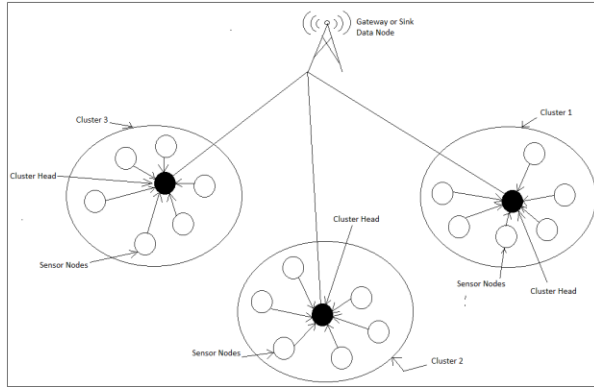 Gateway or Sink
Data Node
Cluster 3
Cluster 1
Cluster Head
Sensor Nodes
Cluster Head
Sensor Nodes
Cluster Head
Sensor Nodes
Cluster 2